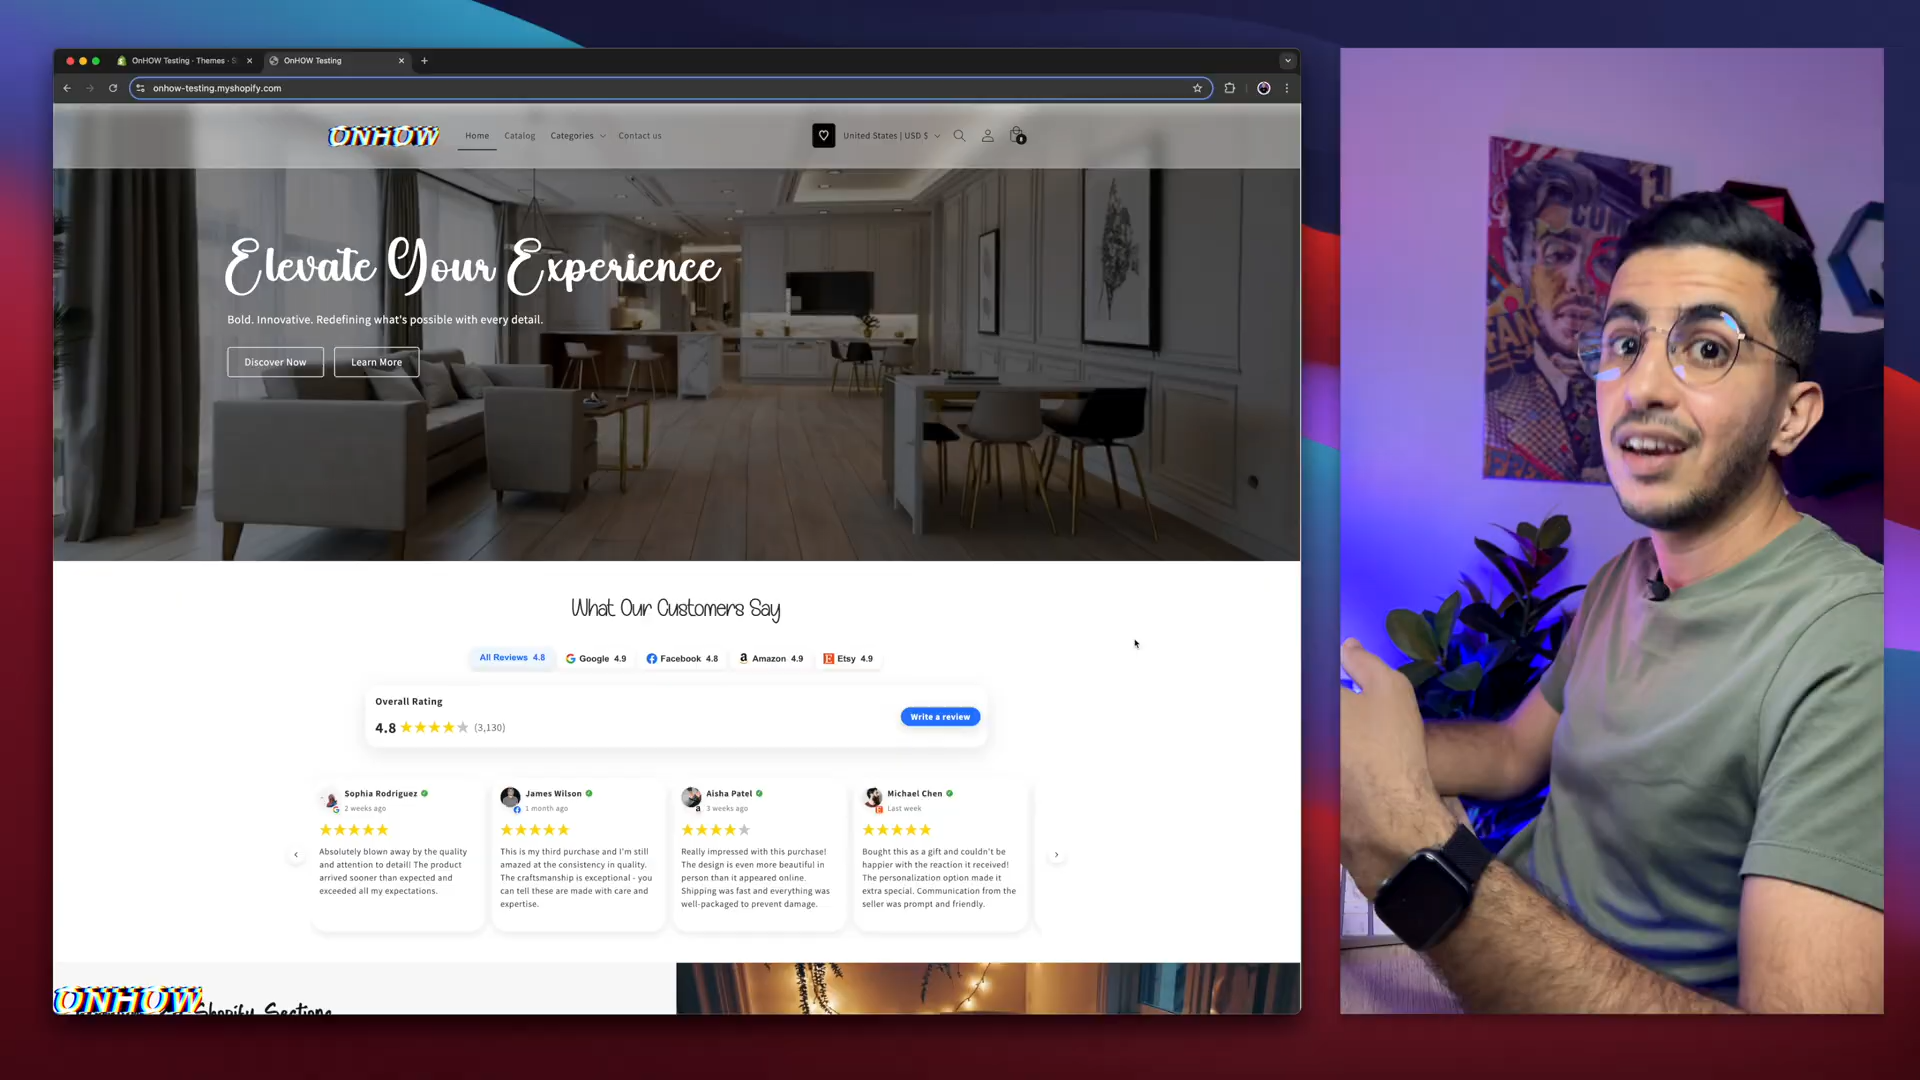 OnHOW Testing · Themes · S
OnHOW Testing
onhow-testing.myshopify.com
ONHOW
Home
Catalog
Categories
Contact us
United States | USD $
Elevate Your Experience
Bold. Innovative. Redefining what's possible with every detail.
Discover Now
Learn More
What Our Customers Say
All Reviews 4.8
Google 4.9
Facebook 4.8
Amazon 4.9
Etsy 4.9
Overall Rating
4.8 ★★★★★ (3,130)
Write a review
Sophia Rodriguez
2 weeks ago
Absolutely blown away by the quality
and attention to detail! The product
arrived sooner than expected and
exceeded all my expectations.
James Wilson
1 month ago
This is my third purchase and I'm still
amazed at the consistency in quality.
The craftsmanship is exceptional - you
can tell these are made with care and
expertise.
Aisha Patel
3 weeks ago
Really impressed with this purchase!
The design is even more beautiful in
person than it appeared online.
Shipping was fast and everything was
well-packaged to prevent damage.
Michael Chen
Last week
Bought this as a gift and couldn't be
happier with the reaction it received!
The personalization option made it
extra special. Communication from the
seller was prompt and friendly.
ONHOW
Shopify Sections
FAN